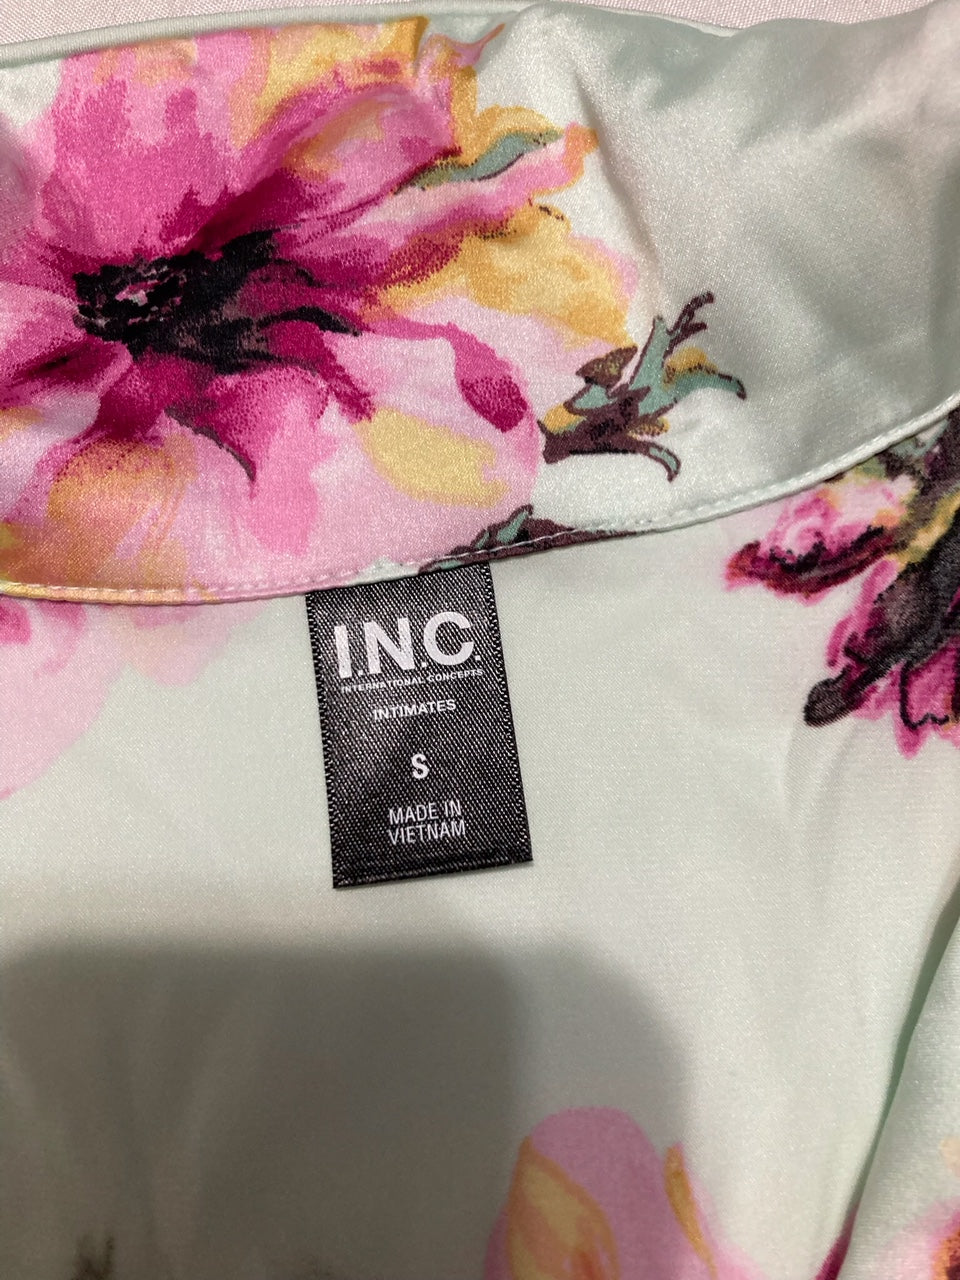 I.N.C.
INTERNATIONAL CONCEPTS
INTIMATES
S
MADE IN
VIETNAM